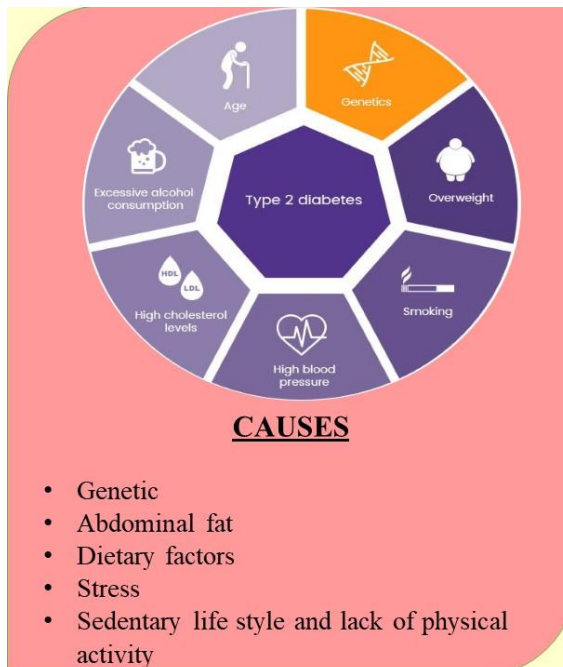 Age
Genetics
Excessive alcohol
consumption
Type 2 diabetes
Overweight
HDL
LDL
High cholesterol
levels
Smoking
High blood
pressure
CAUSES
• Genetic
• Abdominal fat
• Dietary factors
• Stress
• Sedentary life style and lack of physical
activity